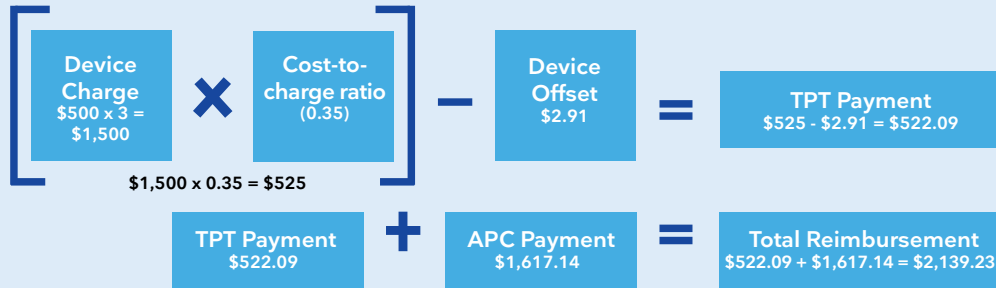 Device
Charge
$500 x 3 =
$1,500
×
Cost-to-
charge ratio
(0.35)
–
Device
Offset
$2.91
=
TPT Payment
$525 - $2.91 = $522.09
$1,500 x 0.35 = $525
TPT Payment
$522.09
+
APC Payment
$1,617.14
=
Total Reimbursement
$522.09 + $1,617.14 = $2,139.23